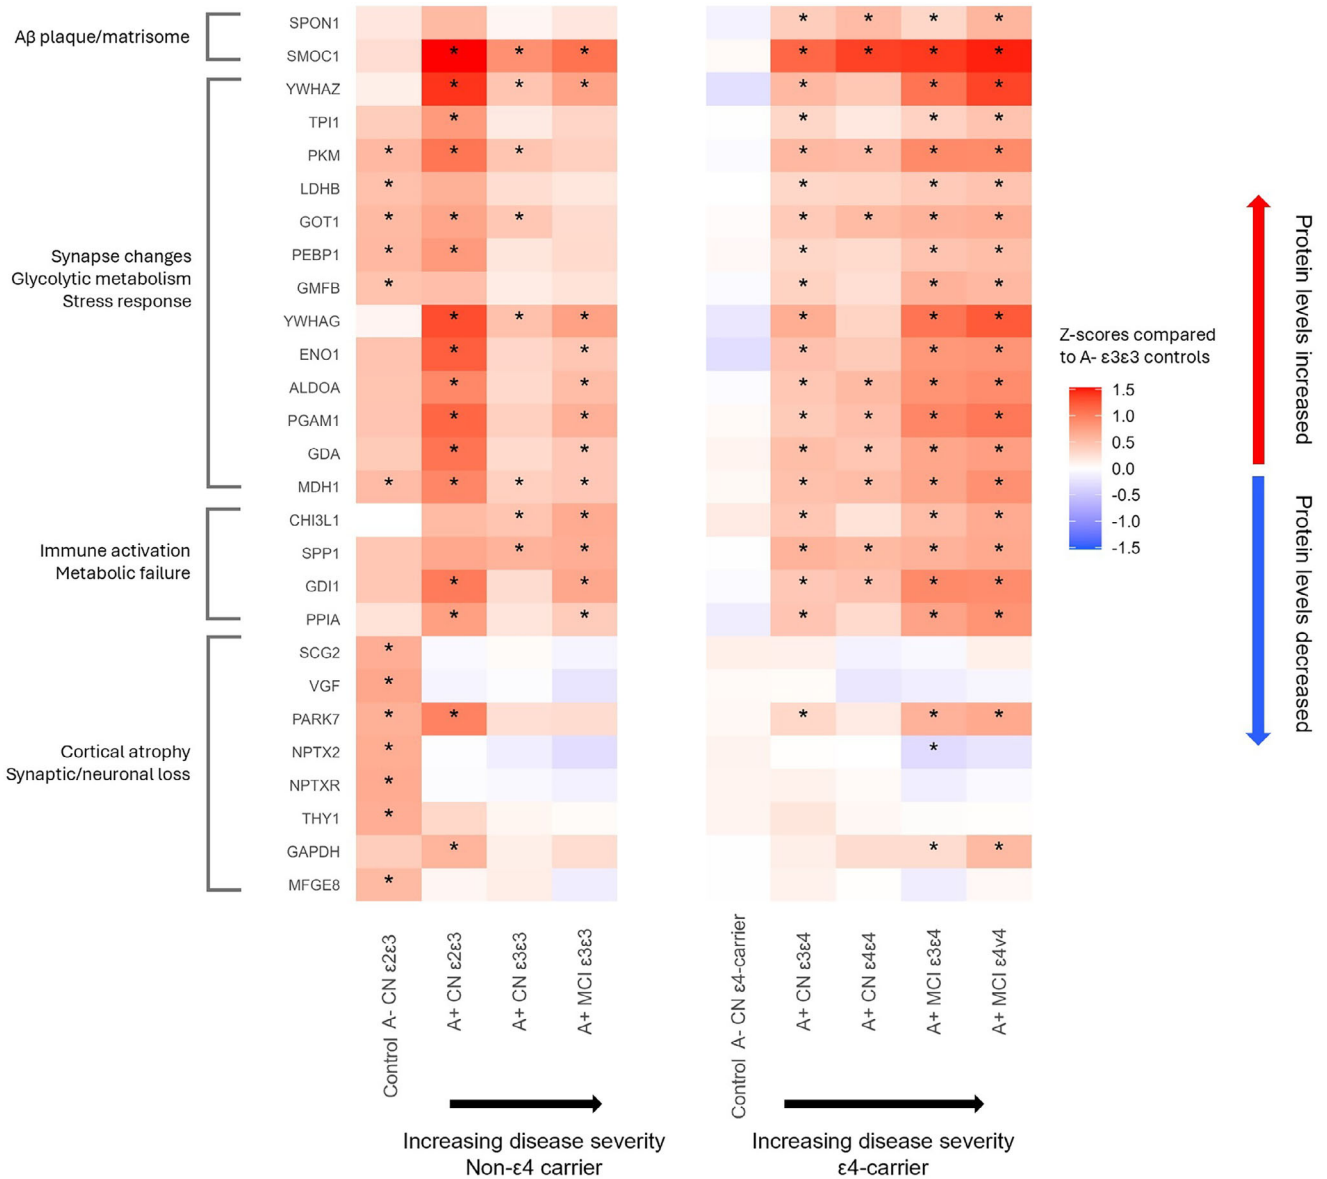 Aβ plaque/matrisome
Synapse changes
Glycolytic metabolism
Stress response
Immune activation
Metabolic failure
Cortical atrophy
Synaptic/neuronal loss
SPON1 * * * *
SMOC1 * * * * * * *
YWHAZ * * * * * *
TPI1 * * * *
PKM * * * * * * *
LDHB * * * *
GOT1 * * * * * * *
PEBP1 * * * * *
GMFB * * * *
YWHAG * * * * * *
ENO1 * * * * *
ALDOA * * * * * *
PGAM1 * * * * * *
GDA * * * * * *
MDH1 * * * * * * * *
CHI3L1 * * * * *
SPP1 * * * * * *
GDI1 * * * * * *
PPIA * * * * *
SCG2 *
VGF *
PARK7 * * * * *
NPTX2 * *
NPTXR *
THY1 *
GAPDH * * *
MFGE8 *
Control A- CN ε2ε3
A+ CN ε2ε3
A+ CN ε3ε3
A+ MCI ε3ε3
Control A- CN ε4-carrier
A+ CN ε3ε4
A+ CN ε4ε4
A+ MCI ε3ε4
A+ MCI ε4v4
Increasing disease severity
Non-ε4 carrier
Increasing disease severity
ε4-carrier
Z-scores compared
to A- ε3ε3 controls
1.5
1.0
0.5
0.0
-0.5
-1.0
-1.5
Protein levels increased
Protein levels decreased